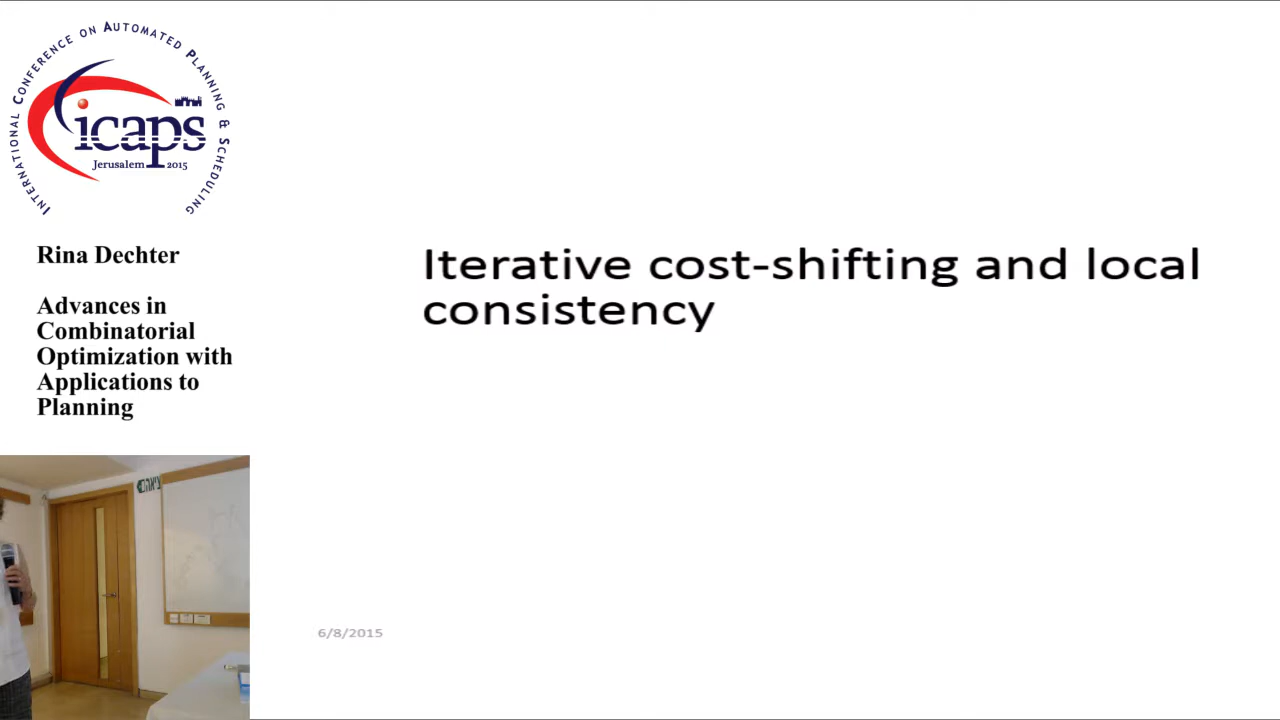 INTERNATIONAL CONFERENCE ON AUTOMATED PLANNING & SCHEDULING
icaps
Jerusalem 2015
Rina Dechter
Advances in
Combinatorial
Optimization with
Applications to
Planning
Iterative cost-shifting and local
consistency
6/8/2015